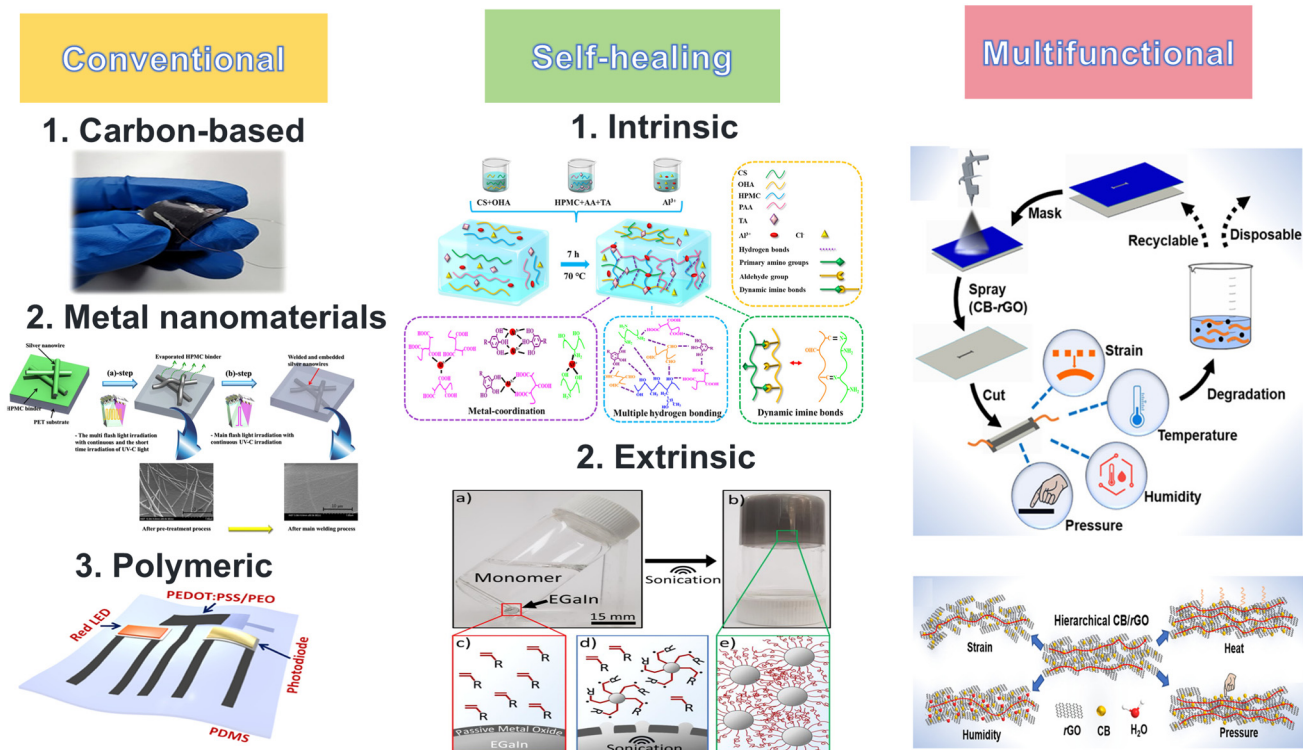 Conventional
1. Carbon-based
2. Metal nanomaterials
Silver nanowire
HPMC binder
PET substrate
(a)-step
Evaporated HPMC binder
(b)-step
Welded and embedded
silver nanowires
- The multi flash light irradiation
with continuous and the short
time irradiation of UV-C light
- Main flash light irradiation with
continuous UV-C irradiation
After pre-treatment process
After main welding process
3. Polymeric
PEDOT:PSS/PEO
Red LED
Photodiode
PDMS
Self-healing
1. Intrinsic
CS+OHA
HPMC+AA+TA
Al³⁺
7 h
70 °C
CS
OHA
HPMC
PAA
TA
Al³⁺
Cl
Hydrogen bonds
Primary amino groups
Aldehyde group
Dynamic imine bonds
Metal-coordination
Multiple hydrogen bonding
Dynamic imine bonds
2. Extrinsic
a)
Monomer
EGaIn
15 mm
Sonication
b)
c)
R
R
R
R
R
R
R
Passive Metal Oxide
EGaIn
d)
Sonication
e)
Multifunctional
Mask
Recyclable
Disposable
Spray
(CB-rGO)
Cut
Strain
Temperature
Humidity
Pressure
Degradation
Hierarchical CB/rGO
Strain
Heat
Humidity
rGO
CB
H₂O
Pressure